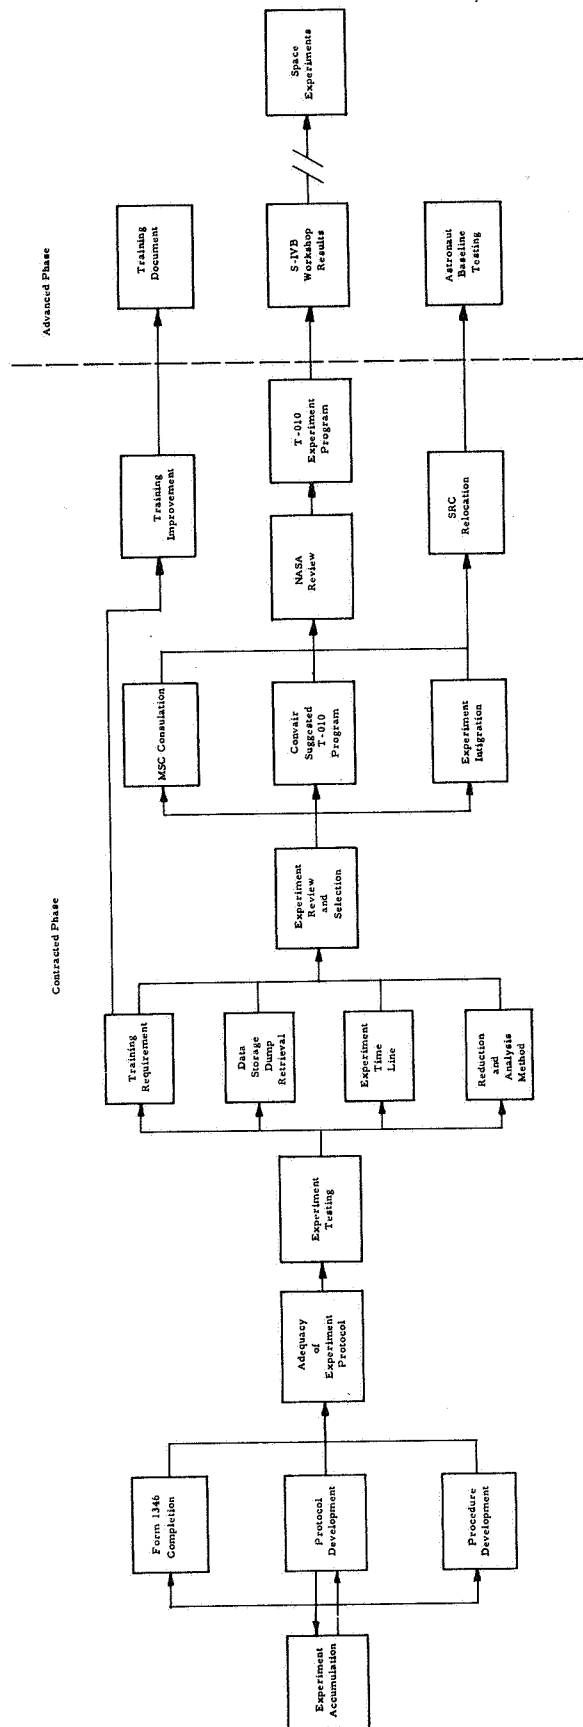 Experiment
Accumulation
Form 1346
Completion
Protocol
Development
Procedure
Development
Adequacy
of
Experiment
Protocol
Experiment
Testing
Contracted Phase
Training
Requirement
Data
Storage
Dump
Retrieval
Experiment
Time
Line
Reduction
and
Analysis
Method
Experiment
Review
and
Selection
MSC Consulation
Convair
Suggested
T-010
Program
Experiment
Intigration
NASA
Review
Training
Improvement
T-010
Experiment
Program
SRC
Relocation
Advanced Phase
Training
Document
S-IVB
Workshop
Results
Astronaut
Baseline
Testing
Space
Experiments